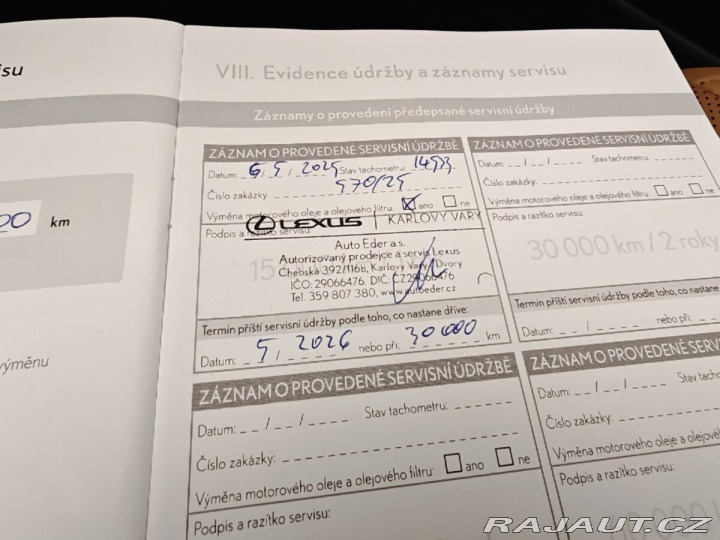 isu
00 km
výměnu
VIII. Evidence údržby a záznamy servisu
Záznamy o provedení předepsané servisní údržby
ZÁZNAM O PROVEDENÉ SERVISNÍ ÚDRŽBĚ
Datum: 6, 5, 2025 Stav tachometru: 14593
Číslo zakázky: 570/25
Výměna motorového oleje a olejového filtru: ano ne
Podpis a razítko servisu:
LEXUS KARLOVY VARY
Auto Eder a.s.
Autorizovaný prodejce a servis Lexus
Chebská 392/116b, Karlovy Vary, Dvory
IČO: 29066476, DIČ: CZ29066476
Tel. 359 807 380, www.autoeder.cz
Termín příští servisní údržby podle toho, co nastane dříve:
Datum: 5, 2026 nebo při: 30 000 km
ZÁZNAM O PROVEDENÉ SERVISNÍ ÚDRŽBĚ
Datum: _ _ / _ _ / _ _ Stav tachometru: _ _ _ _ _ _
Číslo zakázky:
Výměna motorového oleje a olejového filtru: ano ne
Podpis a razítko servisu:
30 000 km / 2 roky
Termín příští servisní údržby podle toho, co nastane
Datum: _ _ / _ _ / _ _ nebo při:
ZÁZNAM O PROVEDENÉ SERVISNÍ ÚDRŽBĚ
Datum: _ _ / _ _ / _ _ Stav tachometru: _ _ _ _ _ _
Číslo zakázky:
Výměna motorového oleje a olejového filtru: ano ne
Podpis a razítko servisu:
ZÁZNAM O PROVEDENÉ SERV
Datum: _ _ / _ _ / _ _ Stav tach
Číslo zakázky:
Výměna motorového oleje a olejové
Podpis a razítko servisu:
RAJAUT.CZ